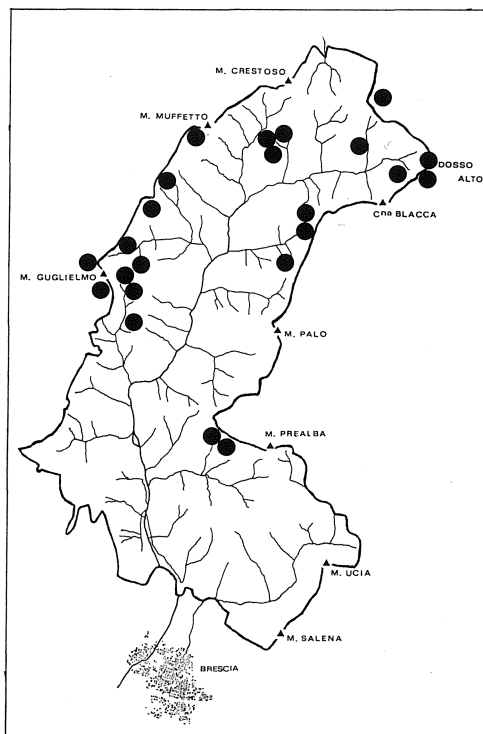 M. CRESTOSO
M. MUFFETTO
DOSSO
ALTO
Cna BLACCA
M. GUGLIELMO
M. PALO
M. PREALBA
M. UCIA
M. SALENA
BRESCIA